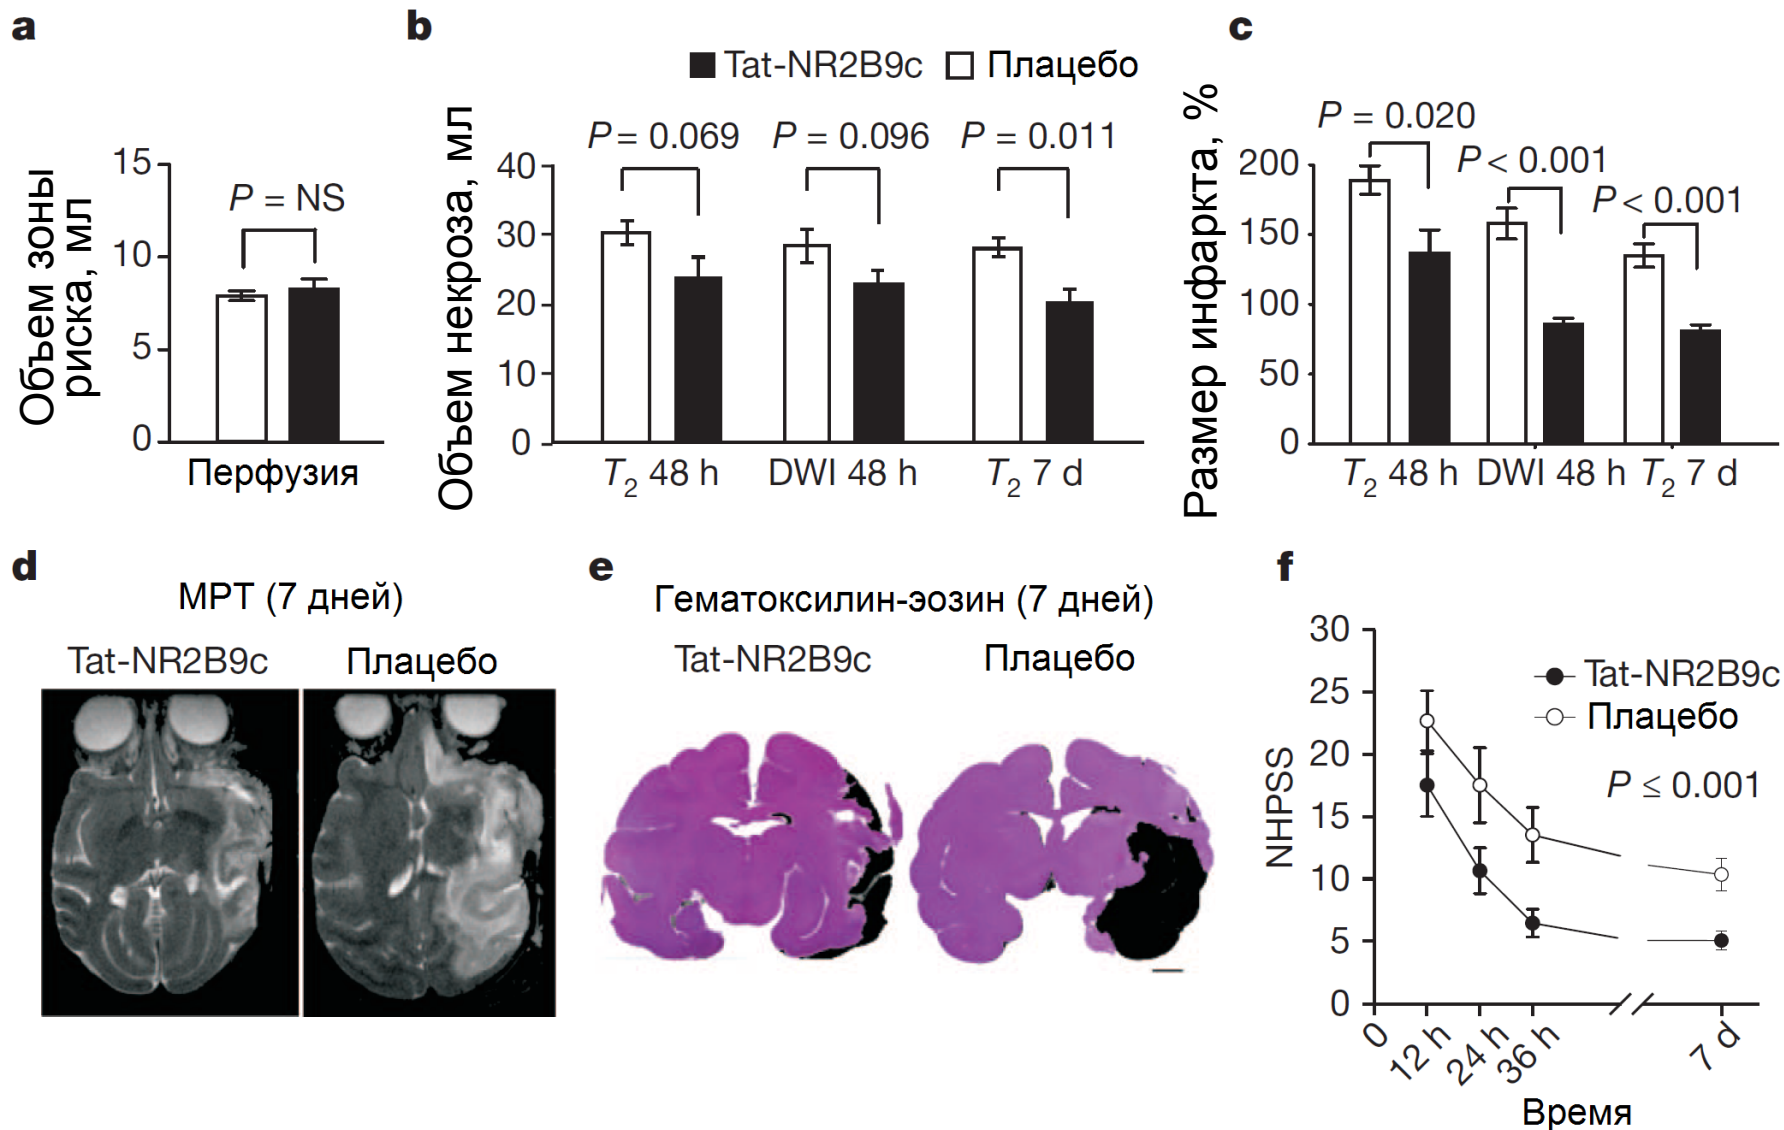 a
Объем зоны
риска, мл
15
10
5
0
P = NS
Перфузия
b
Tat-NR2B9c
Плацебо
Объем некроза, мл
40
30
20
10
0
P = 0.069
P = 0.096
P = 0.011
T2 48 h
DWI 48 h
T2 7 d
c
Размер инфаркта, %
200
150
100
50
0
P = 0.020
P < 0.001
P < 0.001
T2 48 h
DWI 48 h
T2 7 d
d
МРТ (7 дней)
Tat-NR2B9c
Плацебо
e
Гематоксилин-эозин (7 дней)
Tat-NR2B9c
Плацебо
f
NHPSS
30
25
20
15
10
5
0
Tat-NR2B9c
Плацебо
P ≤ 0.001
0
12 h
24 h
36 h
7 d
Время